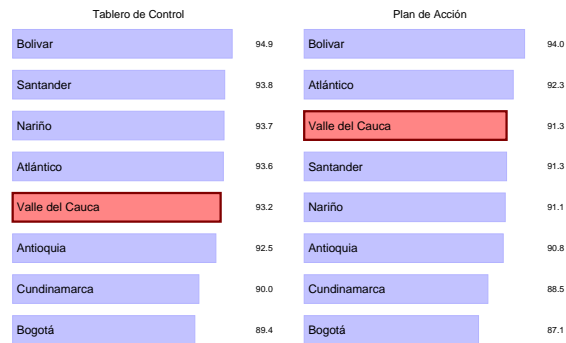 Tablero de Control
Bolivar 94.9
Santander 93.8
Nariño 93.7
Atlántico 93.6
Valle del Cauca 93.2
Antioquia 92.5
Cundinamarca 90.0
Bogotá 89.4
Plan de Acción
Bolivar 94.0
Atlántico 92.3
Valle del Cauca 91.3
Santander 91.3
Nariño 91.1
Antioquia 90.8
Cundinamarca 88.5
Bogotá 87.1